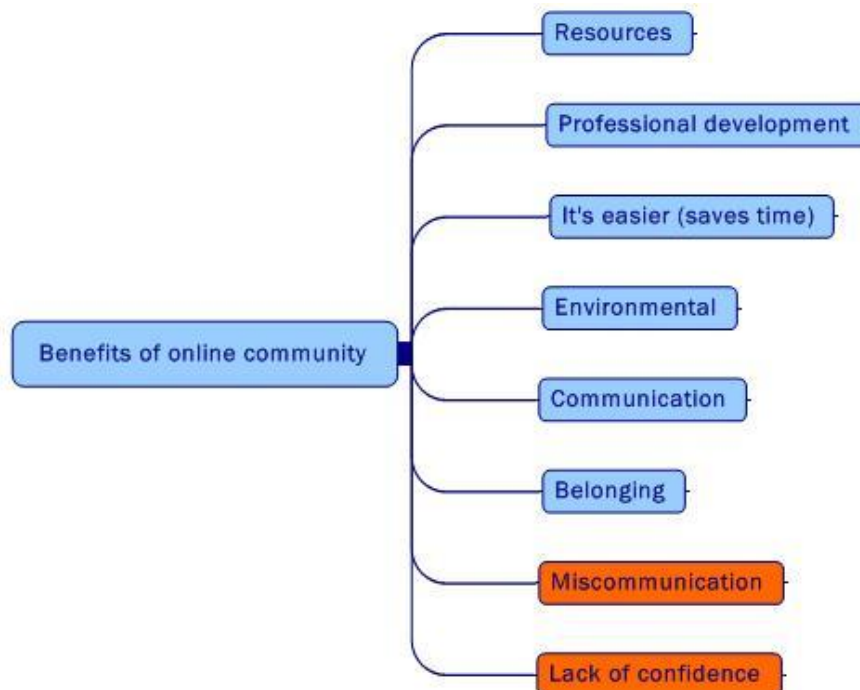 Resources
Professional development
It's easier (saves time)
Environmental
Benefits of online community
Communication
Belonging
Miscommunication
Lack of confidence